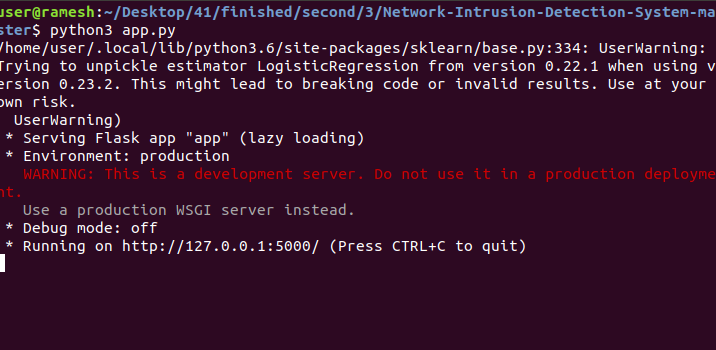 user@ramesh:~/Desktop/41/finished/second/3/Network-Intrusion-Detection-System-ma
ster$ python3 app.py
/home/user/.local/lib/python3.6/site-packages/sklearn/base.py:334: UserWarning:
Trying to unpickle estimator LogisticRegression from version 0.22.1 when using v
ersion 0.23.2. This might lead to breaking code or invalid results. Use at your
own risk.
UserWarning)
* Serving Flask app "app" (lazy loading)
* Environment: production
WARNING: This is a development server. Do not use it in a production deployme
nt.
Use a production WSGI server instead.
* Debug mode: off
* Running on http://127.0.0.1:5000/ (Press CTRL+C to quit)